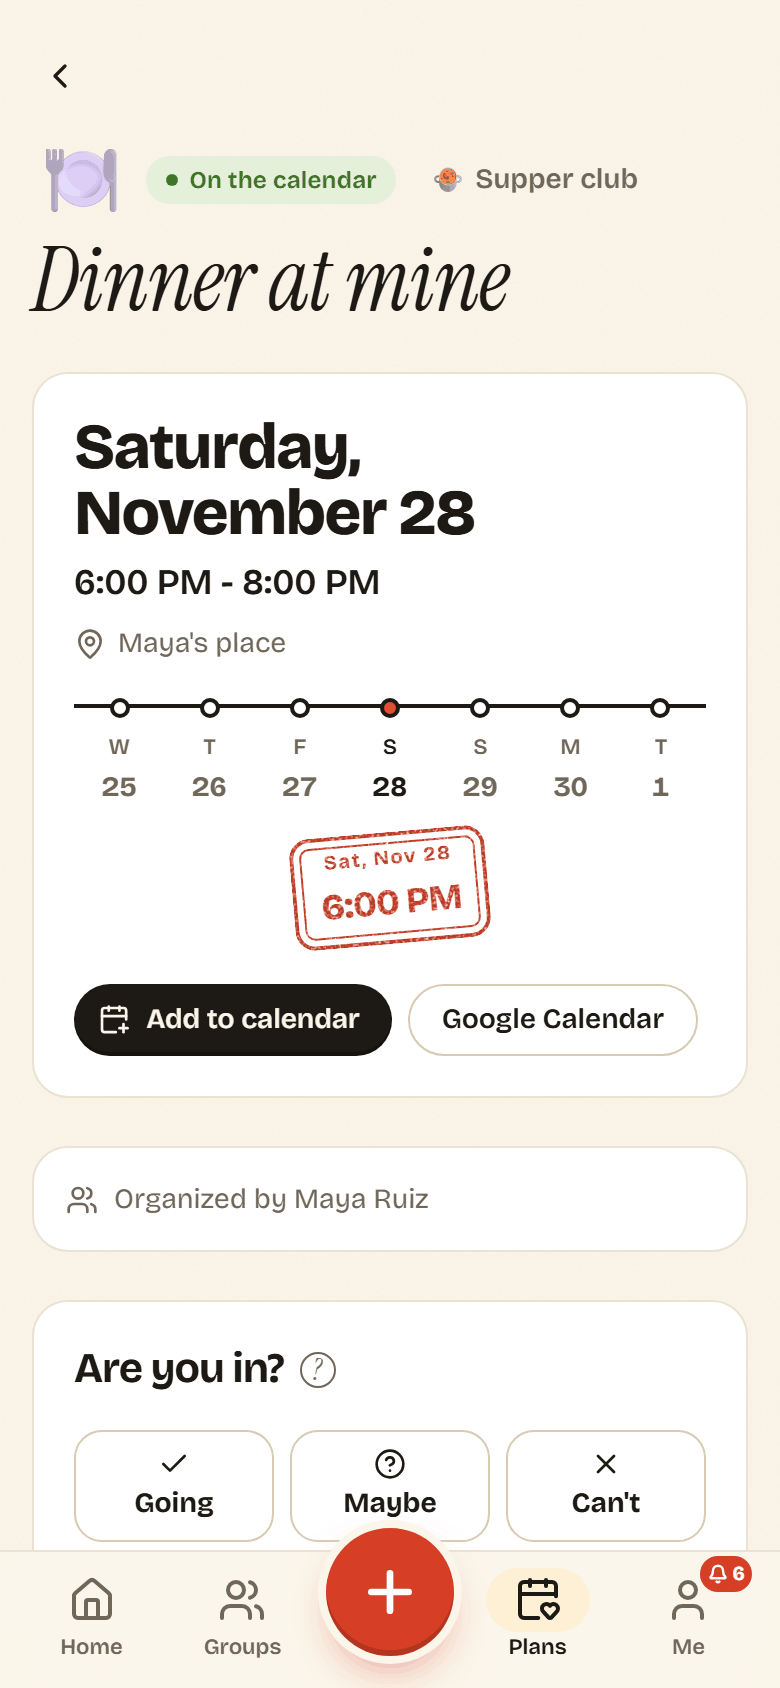 On the calendar
Supper club
Dinner at mine
Saturday,
November 28
6:00 PM - 8:00 PM
Maya's place
W T F S S M T
25 26 27 28 29 30 1
Sat, Nov 28
6:00 PM
Add to calendar
Google Calendar
Organized by Maya Ruiz
Are you in? ?
Going Maybe Can't
6
Home Groups Plans Me